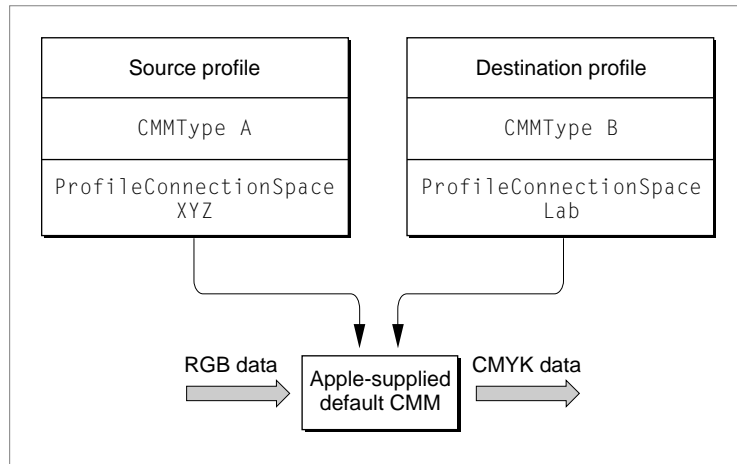 Source profile
CMMType A
ProfileConnectionSpace
XYZ
Destination profile
CMMType B
ProfileConnectionSpace
Lab
RGB data
Apple-supplied
default CMM
CMYK data